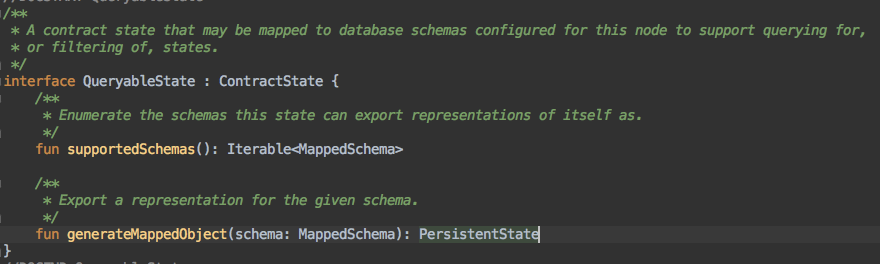 /**
* A contract state that may be mapped to database schemas configured for this node to support querying for,
* or filtering of, states.
*/
interface QueryableState : ContractState {
/**
* Enumerate the schemas this state can export representations of itself as.
*/
fun supportedSchemas(): Iterable<MappedSchema>
/**
* Export a representation for the given schema.
*/
fun generateMappedObject(schema: MappedSchema): PersistentState
}